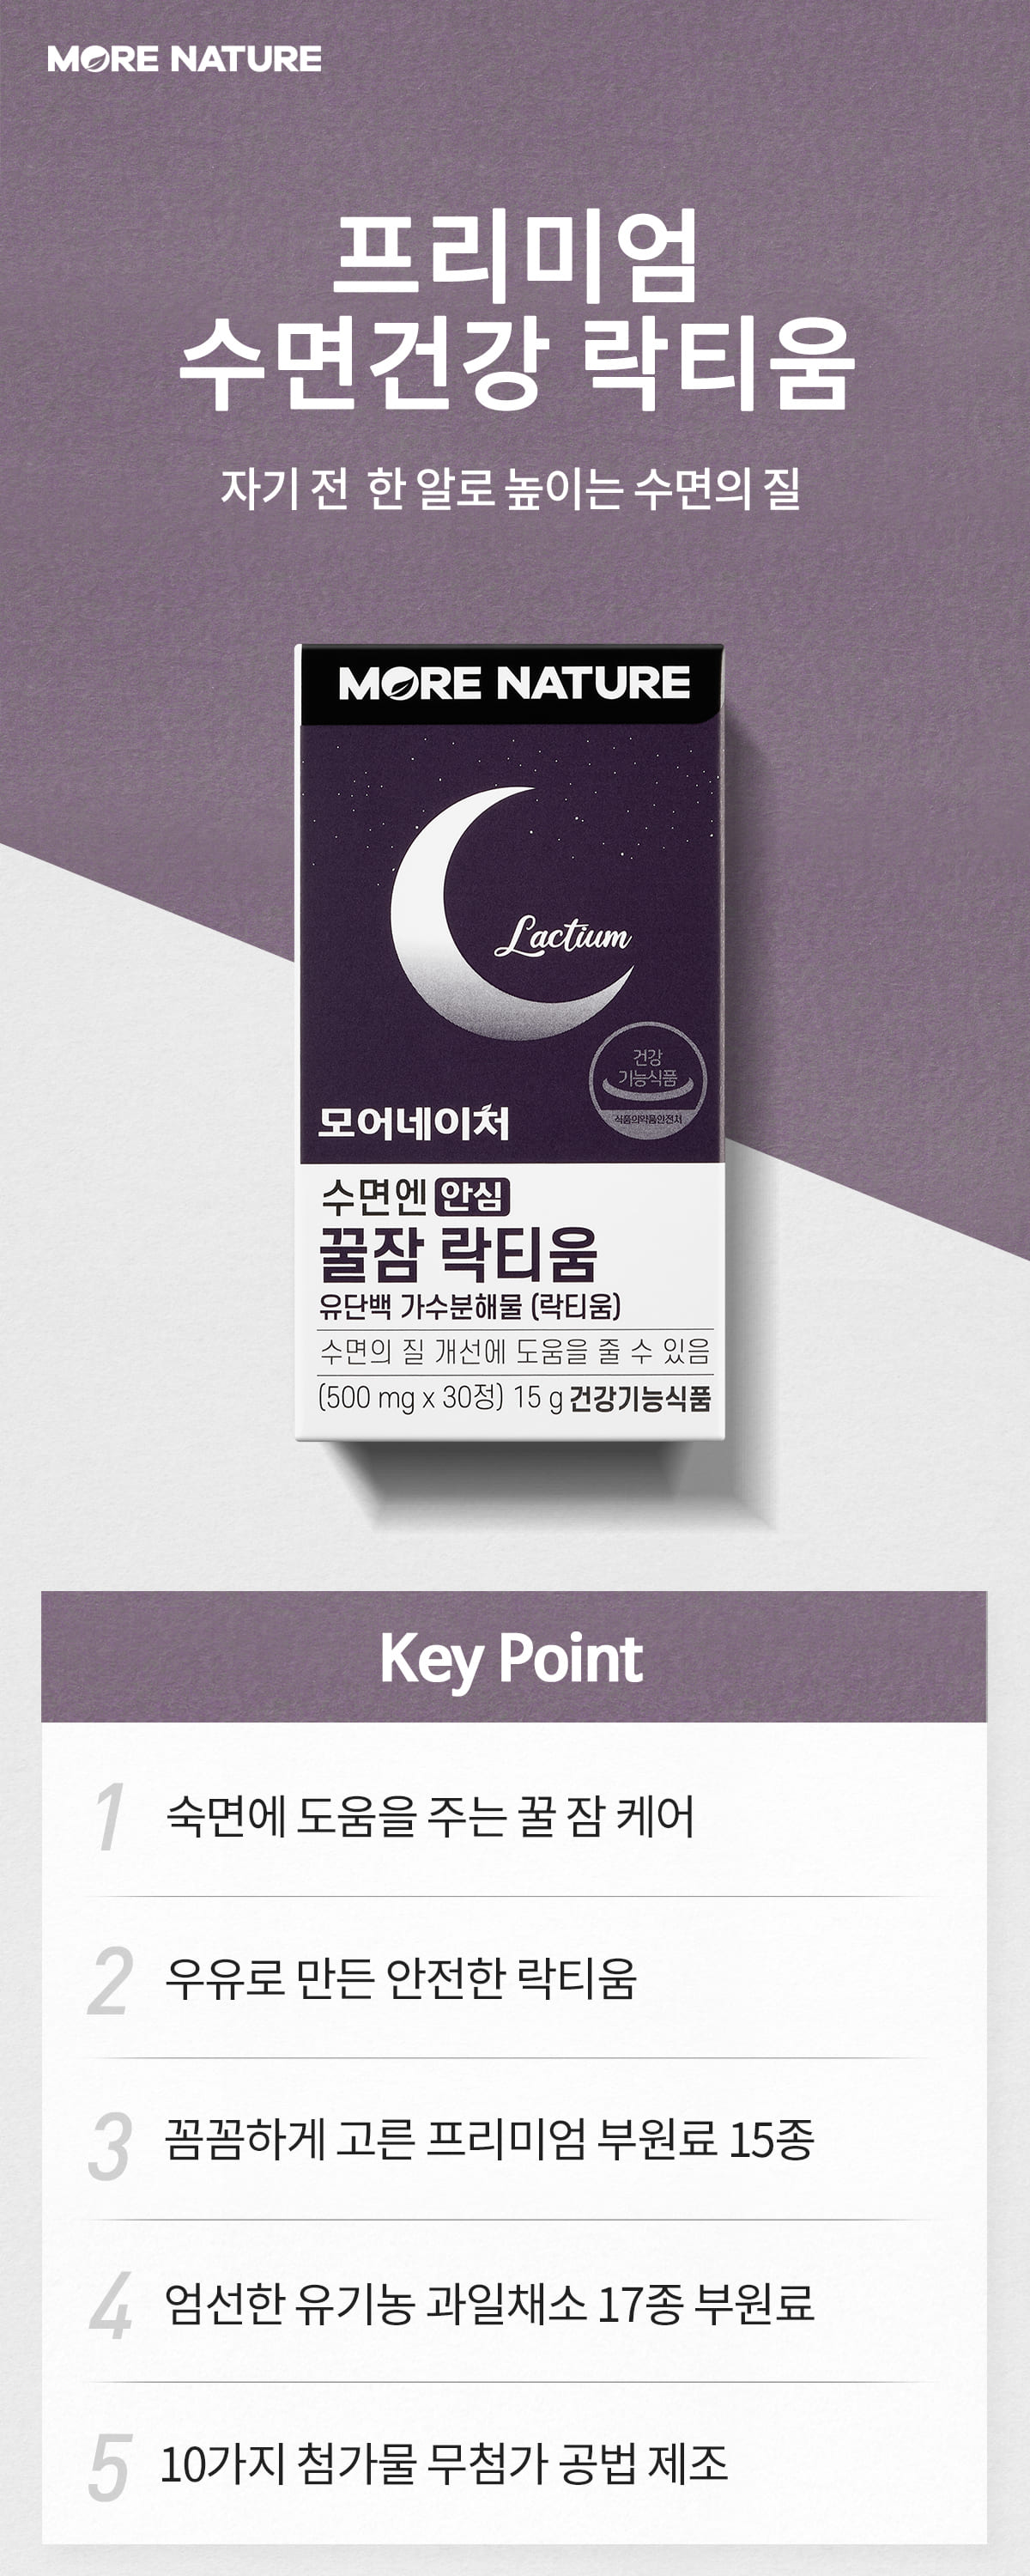 MORE NATURE
프리미엄
수면건강 락티움
자기 전 한 알로 높이는 수면의 질
MORE NATURE
Lactium
건강
기능식품
식품의약품안전처
모어네이처
수면엔 안심
꿀잠 락티움
유단백 가수분해물 (락티움)
수면의 질 개선에 도움을 줄 수 있음
(500 mg x 30정) 15 g 건강기능식품
Key Point
1 숙면에 도움을 주는 꿀 잠 케어
2 우유로 만든 안전한 락티움
3 꼼꼼하게 고른 프리미엄 부원료 15종
4 엄선한 유기농 과일채소 17종 부원료
5 10가지 첨가물 무첨가 공법 제조